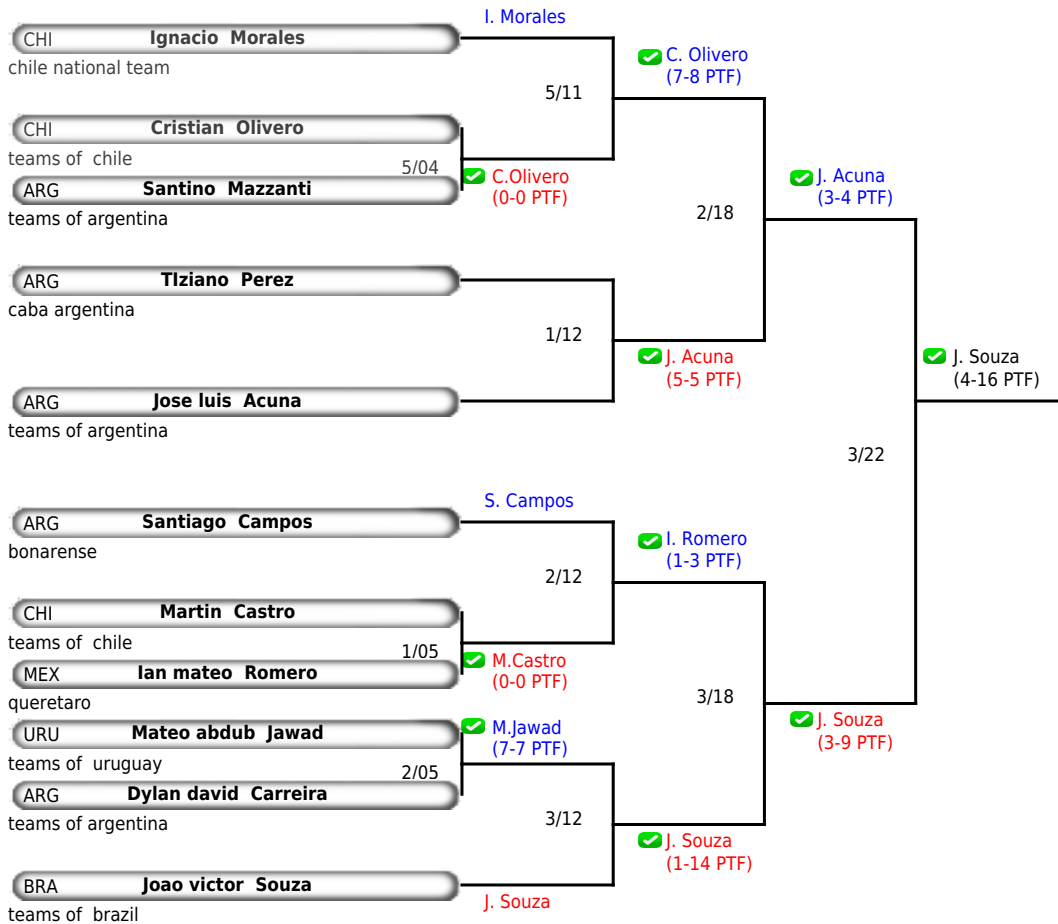 I. Morales
CHI Ignacio Morales
chile national team
C. Olivero
(7-8 PTF)
5/11
CHI Cristian Olivero
teams of chile
5/04
C.Olivero
(0-0 PTF)
ARG Santino Mazzanti
teams of argentina
J. Acuna
(3-4 PTF)
2/18
ARG TIziano Perez
caba argentina
1/12
J. Acuna
(5-5 PTF)
J. Souza
(4-16 PTF)
ARG Jose luis Acuna
teams of argentina
3/22
S. Campos
ARG Santiago Campos
bonarense
I. Romero
(1-3 PTF)
2/12
CHI Martin Castro
teams of chile
1/05
M.Castro
(0-0 PTF)
MEX Ian mateo Romero
queretaro
3/18
J. Souza
(3-9 PTF)
URU Mateo abdub Jawad
M.Jawad
(7-7 PTF)
teams of uruguay
2/05
ARG Dylan david Carreira
teams of argentina
3/12
J. Souza
(1-14 PTF)
BRA Joao victor Souza
J. Souza
teams of brazil